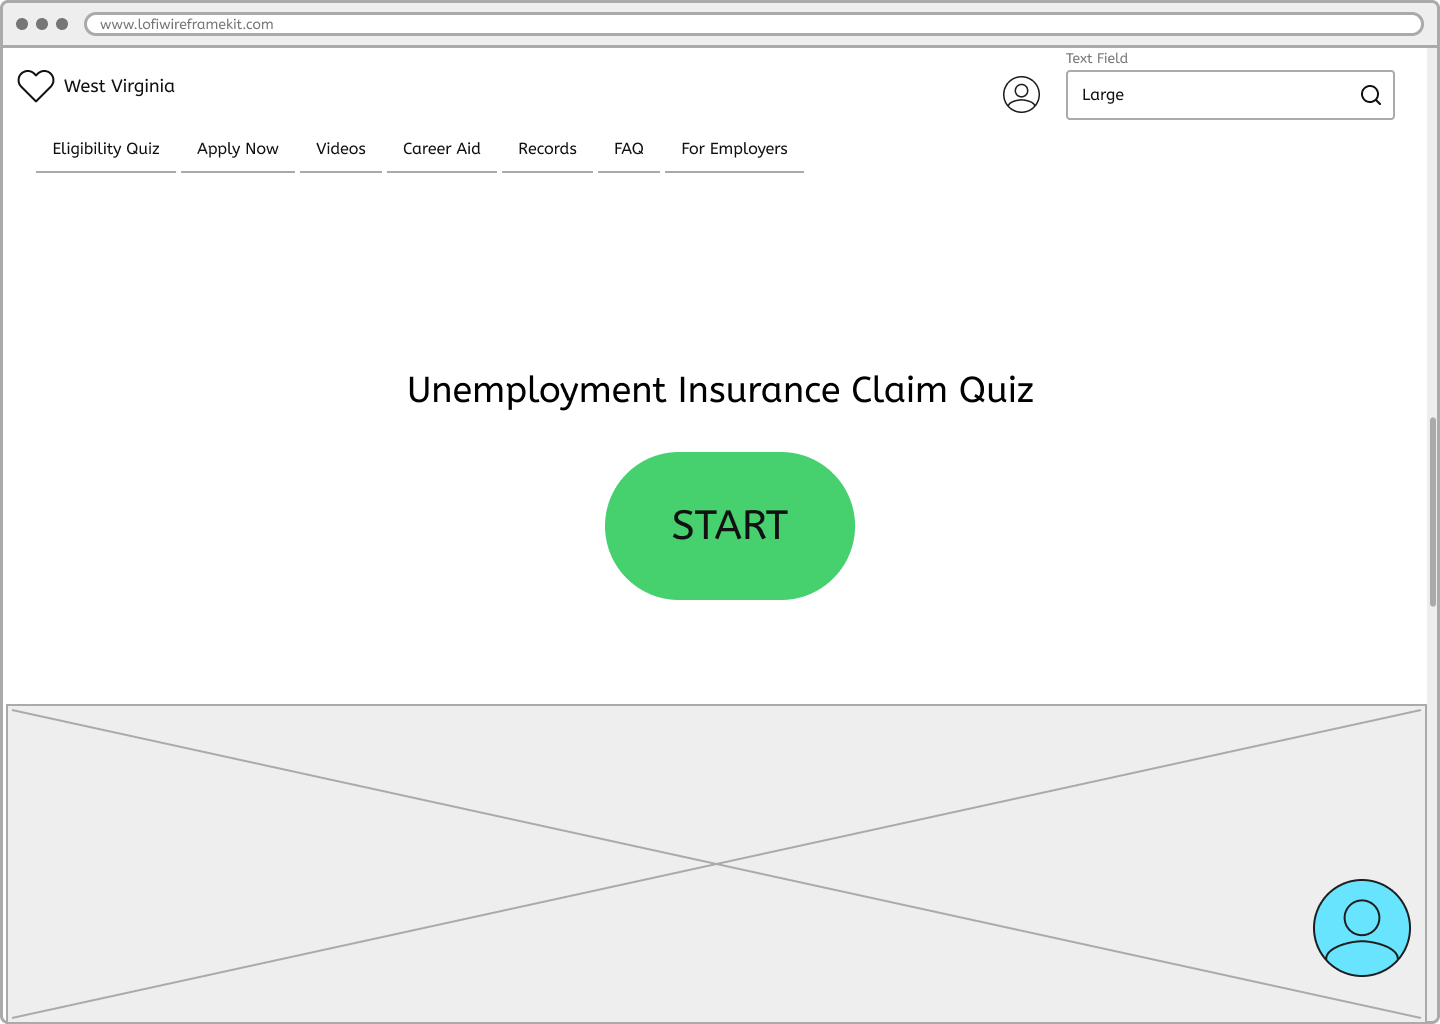 www.lofiwireframekit.com
Text Field
West Virginia
Large
Eligibility Quiz Apply Now Videos Career Aid Records FAQ For Employers
Unemployment Insurance Claim Quiz
START